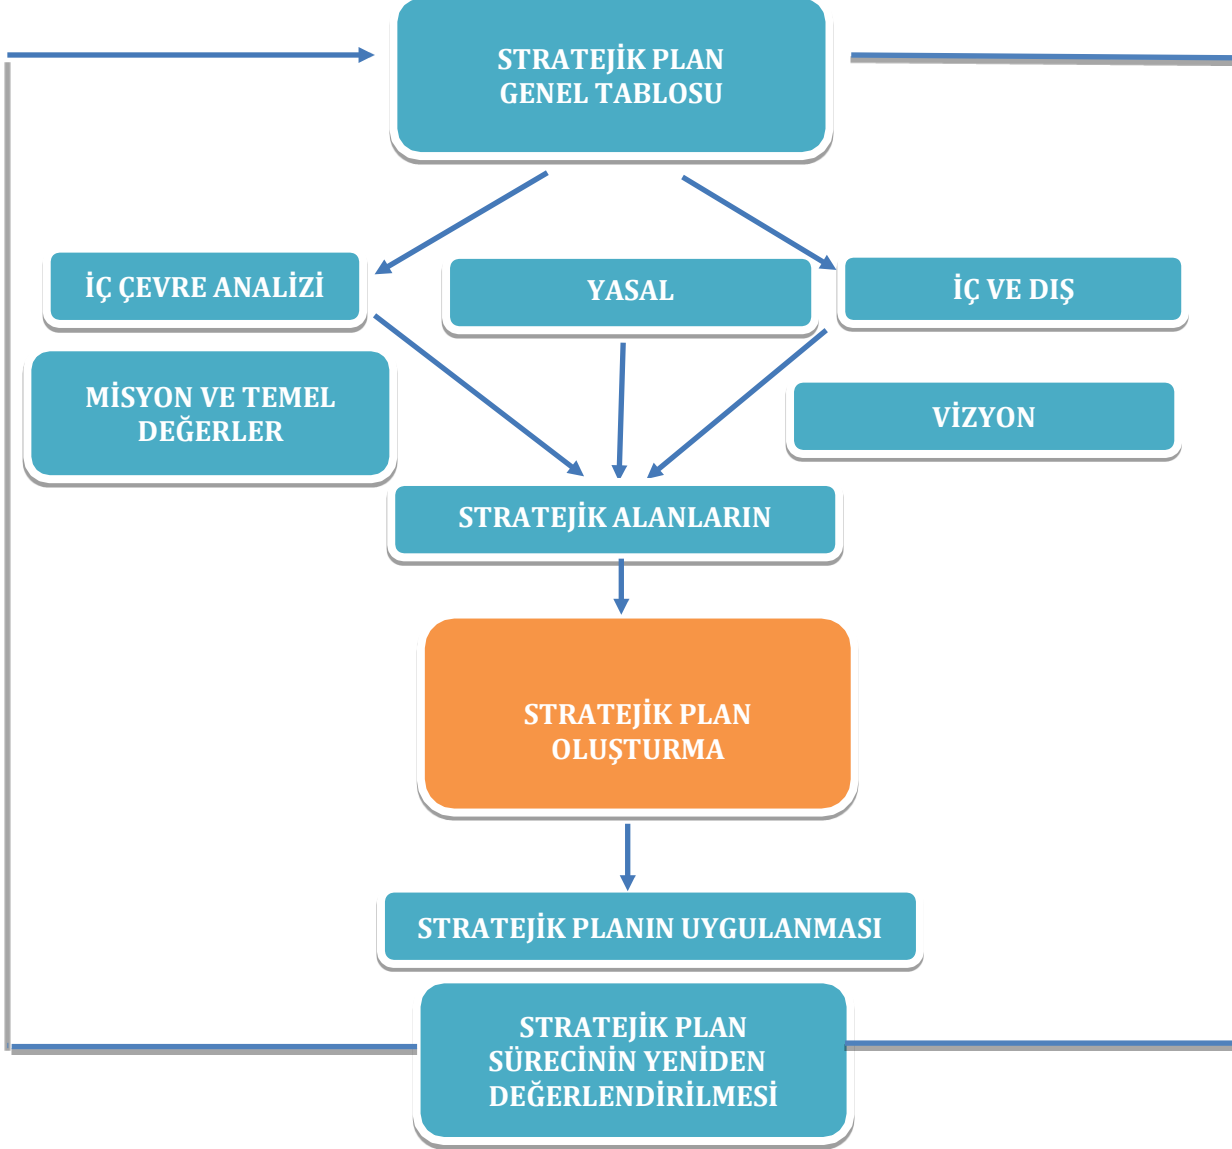 STRATEJİK PLAN
GENEL TABLOSU
İÇ ÇEVRE ANALİZİ
YASAL
İÇ VE DIŞ
MİSYON VE TEMEL
DEĞERLER
VİZYON
STRATEJİK ALANLARIN
STRATEJİK PLAN
OLUŞTURMA
STRATEJİK PLANIN UYGULANMASI
STRATEJİK PLAN
SÜRECİNİN YENİDEN
DEĞERLENDİRİLMESİ